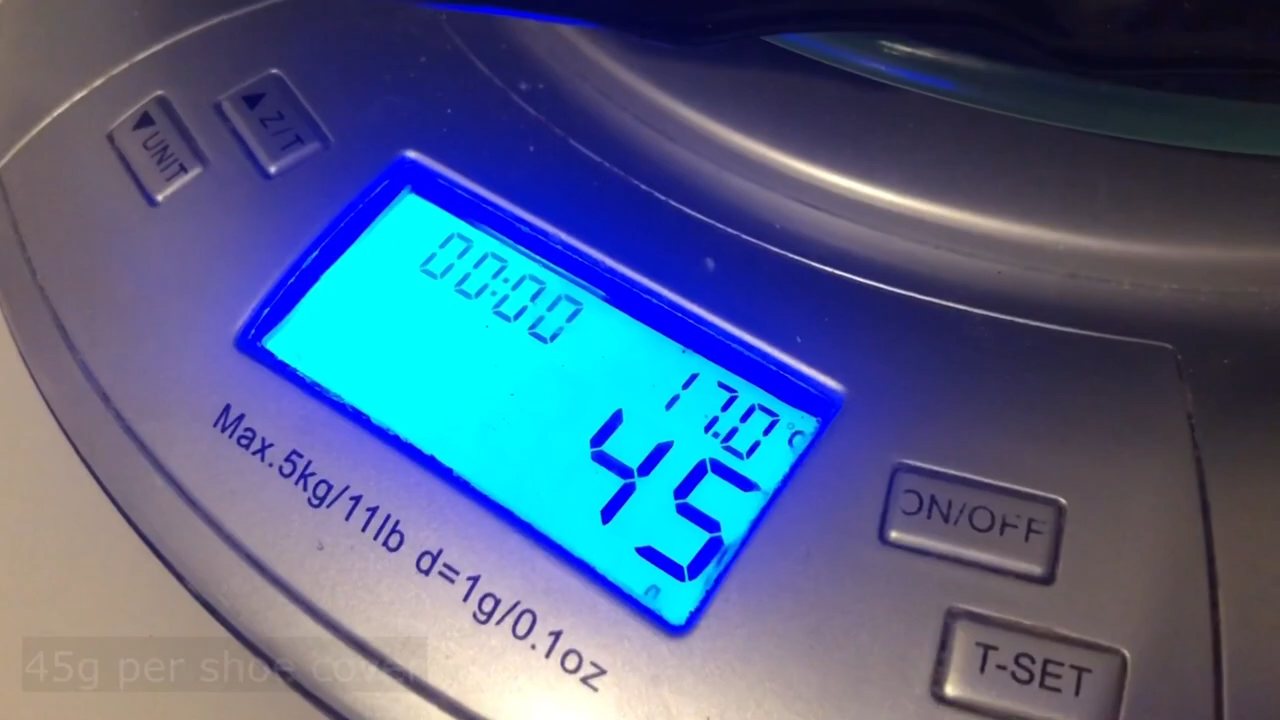 ▼UNIT
▲Z/T
00:00
17.0°C
45
Max.5kg/11lb d=1g/0.1oz
ON/OFF
T-SET
45g per shoe cover